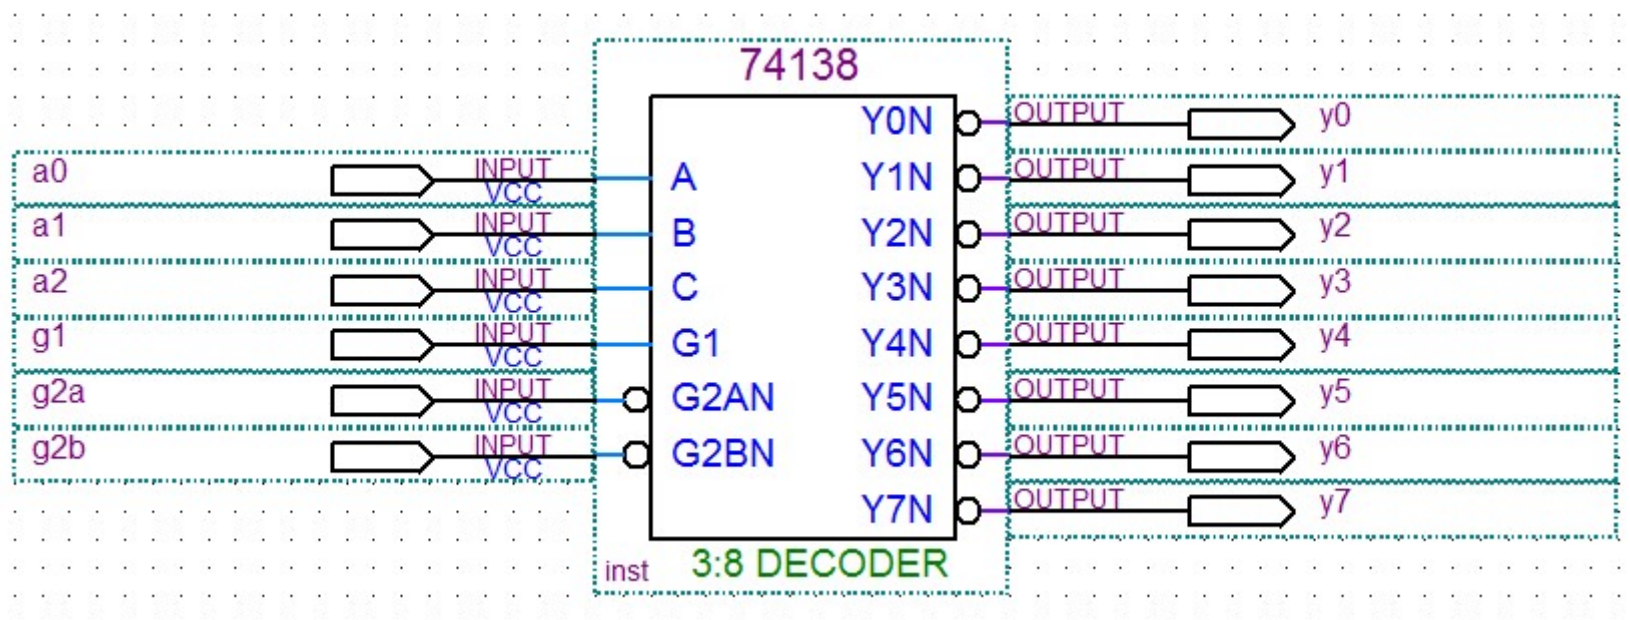 74138
Y0N OUTPUT y0
a0 INPUT VCC A Y1N OUTPUT y1
a1 INPUT VCC B Y2N OUTPUT y2
a2 INPUT VCC C Y3N OUTPUT y3
g1 INPUT VCC G1 Y4N OUTPUT y4
g2a INPUT VCC G2AN Y5N OUTPUT y5
g2b INPUT VCC G2BN Y6N OUTPUT y6
Y7N OUTPUT y7
inst 3:8 DECODER